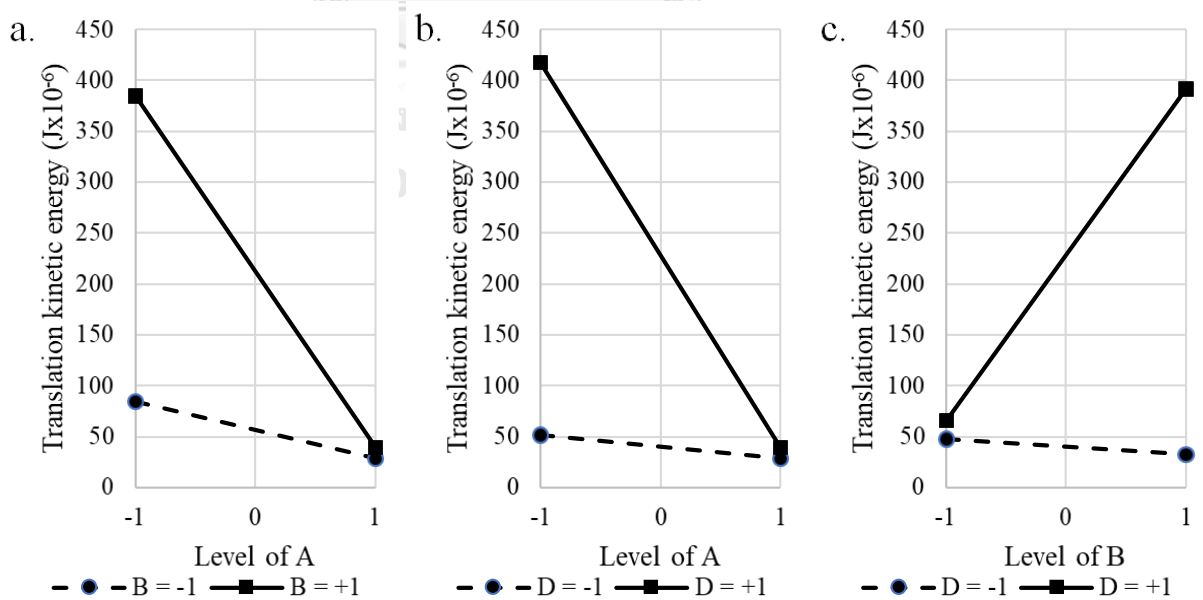 a.
Translation kinetic energy (Jx10⁻⁶)
450
400
350
300
250
200
150
100
50
0
-1
0
1
Level of A
B = -1
B = +1
b.
Translation kinetic energy (Jx10⁻⁶)
450
400
350
300
250
200
150
100
50
0
-1
0
1
Level of A
D = -1
D = +1
c.
Translation kinetic energy (Jx10⁻⁶)
450
400
350
300
250
200
150
100
50
0
-1
0
1
Level of B
D = -1
D = +1